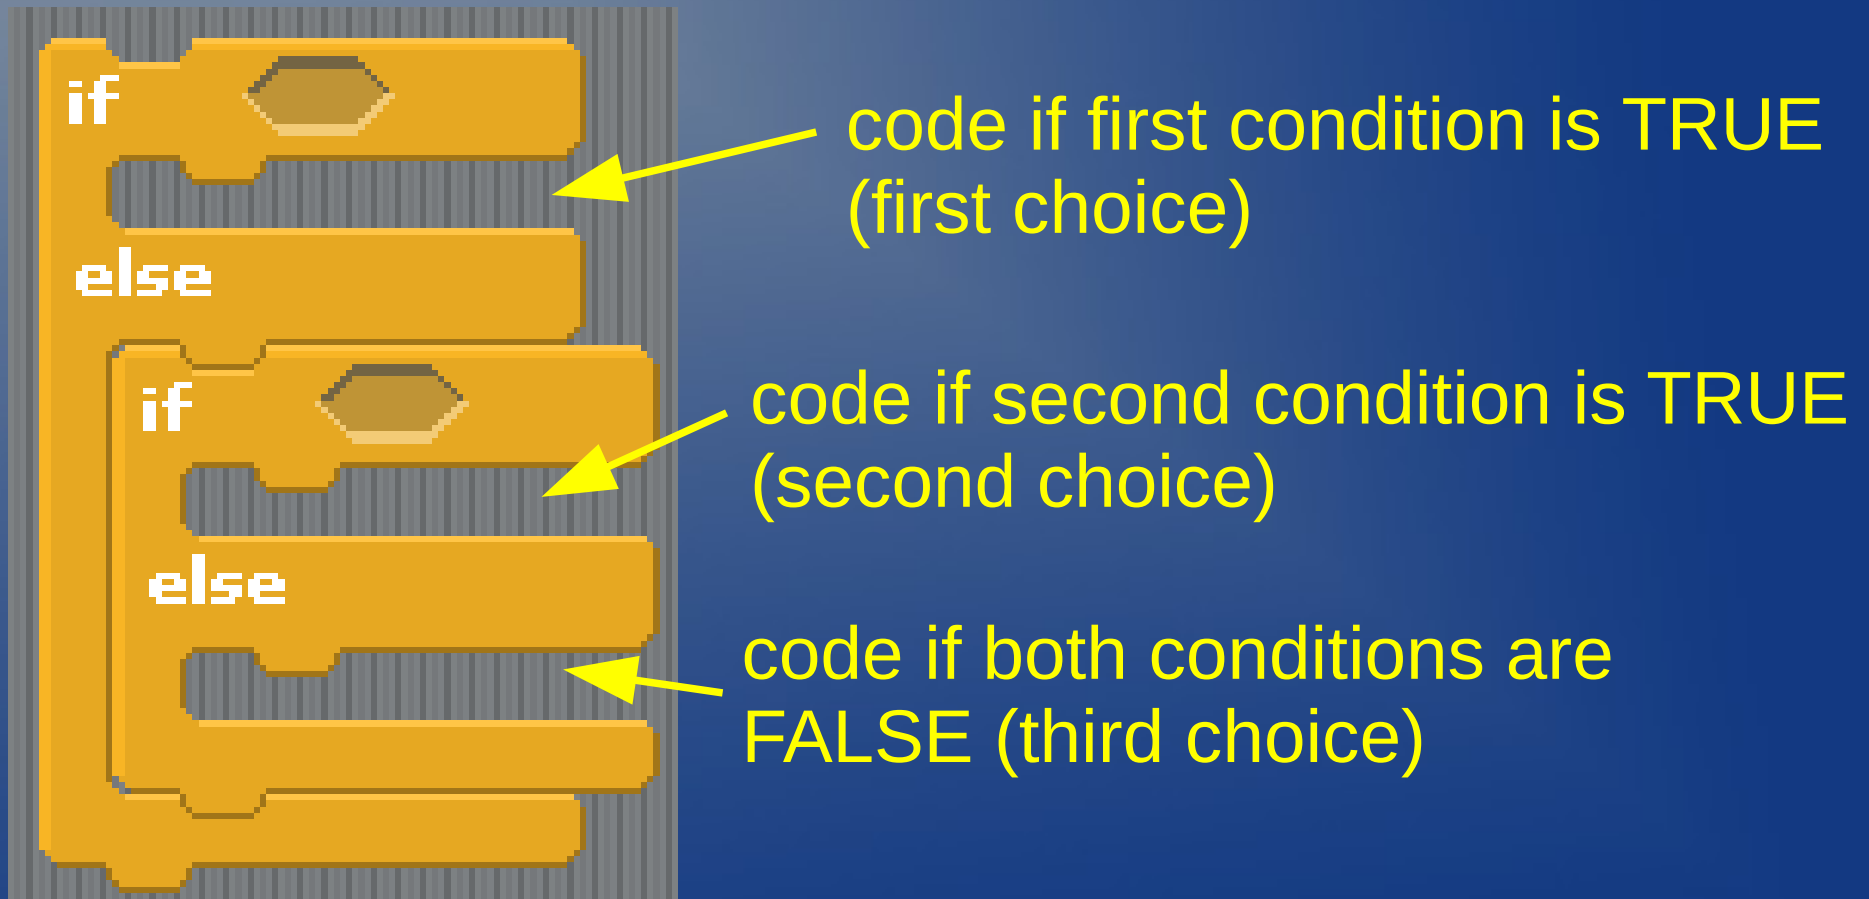 if
code if first condition is TRUE
(first choice)
else
if
code if second condition is TRUE
(second choice)
else
code if both conditions are
FALSE (third choice)